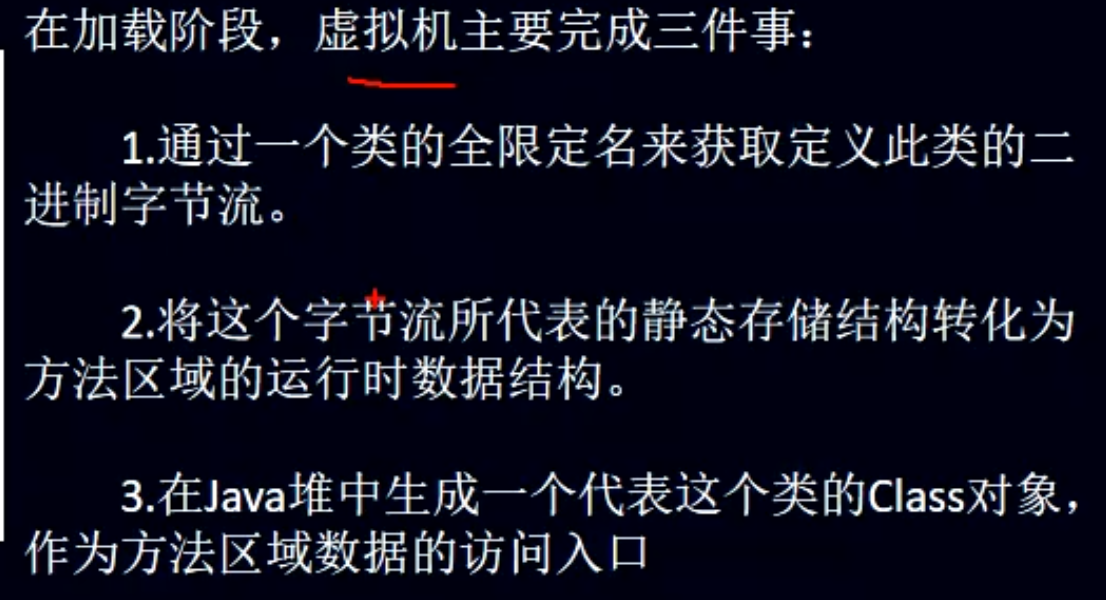 在加载阶段，虚拟机主要完成三件事：
1.通过一个类的全限定名来获取定义此类的二
进制字节流。
2.将这个字节流所代表的静态存储结构转化为
方法区域的运行时数据结构。
3.在Java堆中生成一个代表这个类的Class对象，
作为方法区域数据的访问入口